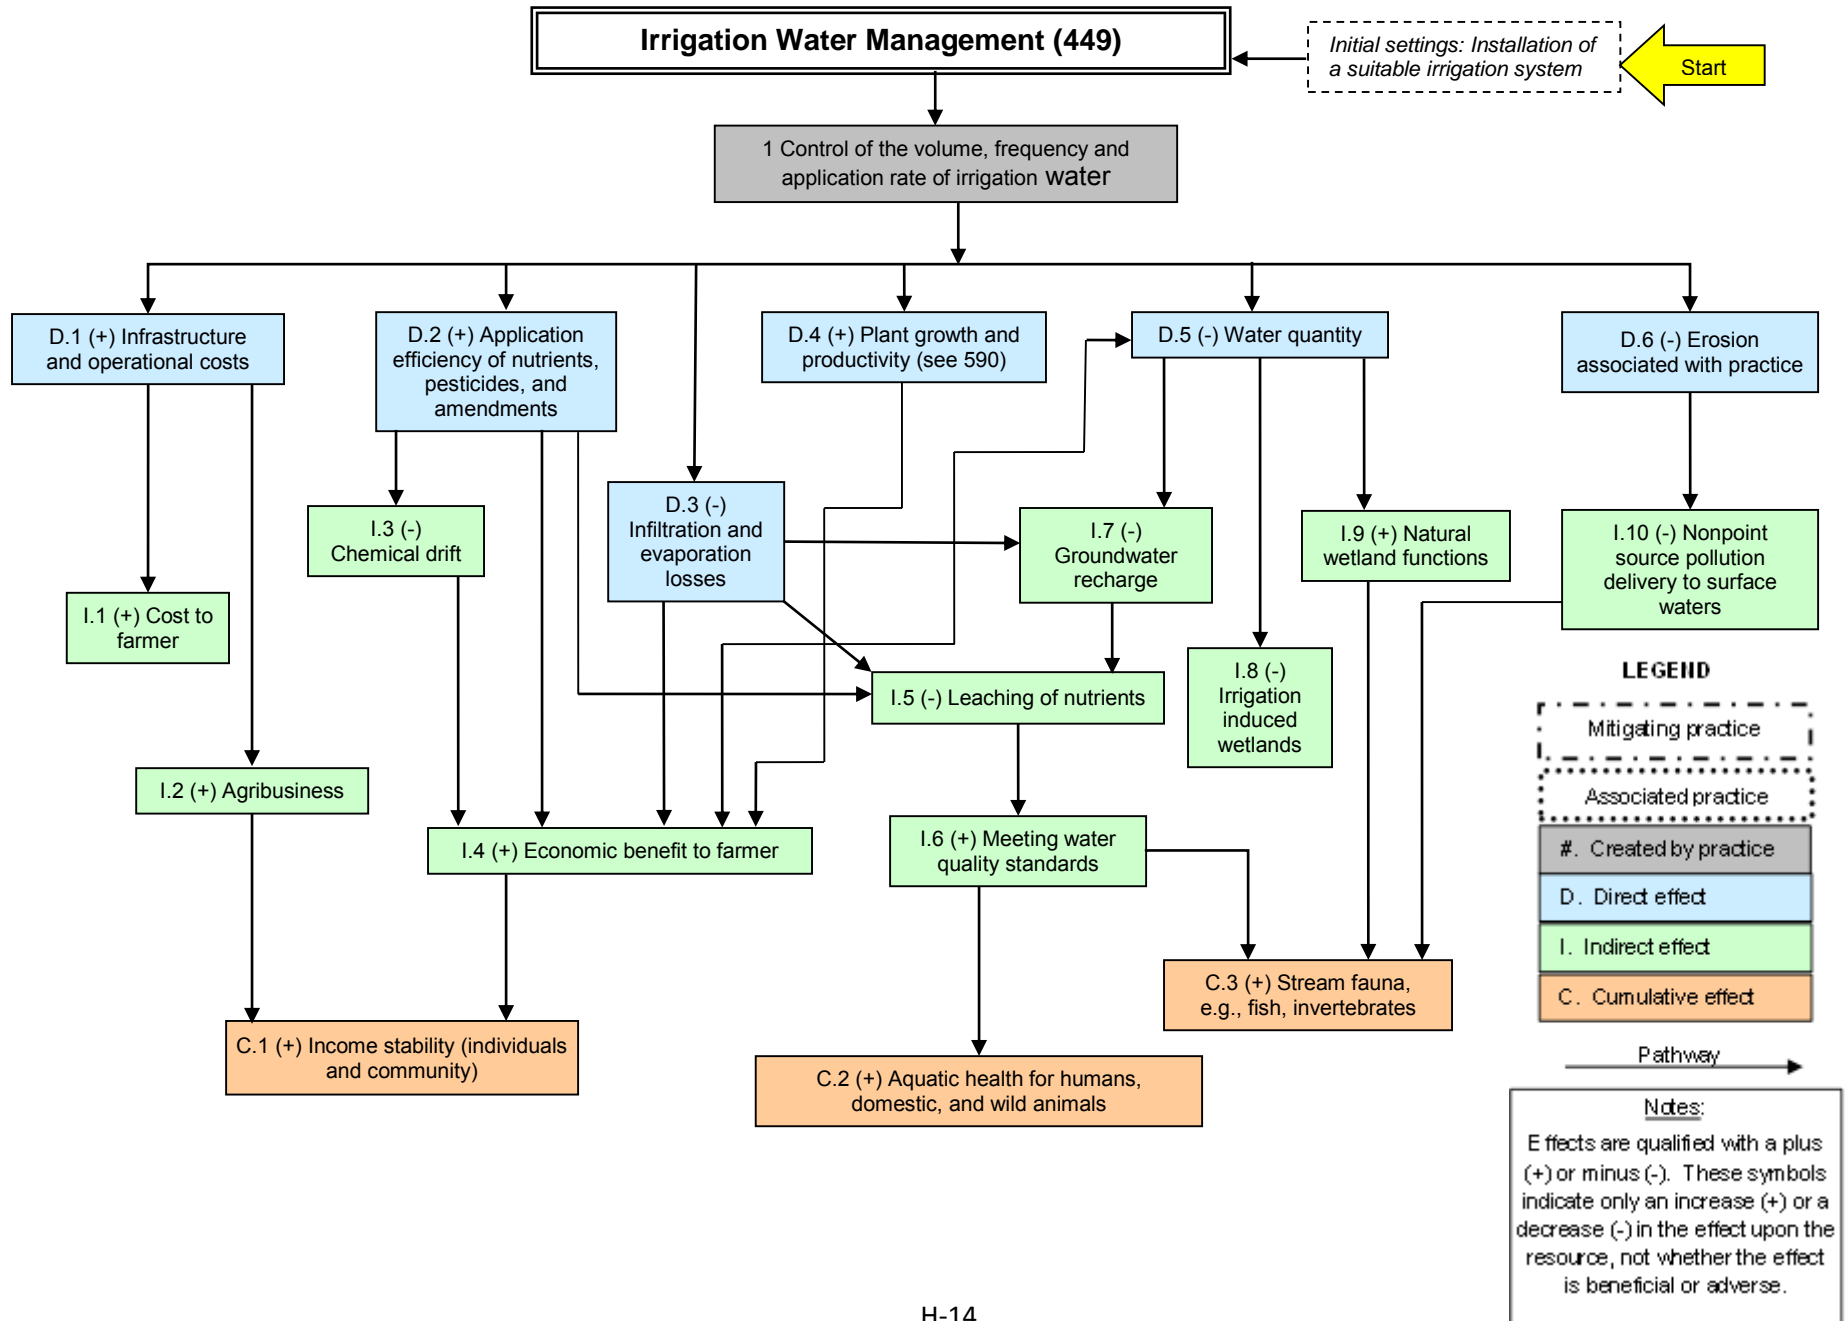 Irrigation Water Management (449)
Initial settings: Installation of
a suitable irrigation system
Start
1 Control of the volume, frequency and
application rate of irrigation water
D.1 (+) Infrastructure
and operational costs
D.2 (+) Application
efficiency of nutrients,
pesticides, and
amendments
D.4 (+) Plant growth and
productivity (see 590)
D.5 (-) Water quantity
D.6 (-) Erosion
associated with practice
D.3 (-)
Infiltration and
evaporation
losses
I.3 (-)
Chemical drift
I.7 (-)
Groundwater
recharge
I.9 (+) Natural
wetland functions
I.10 (-) Nonpoint
source pollution
delivery to surface
waters
I.1 (+) Cost to
farmer
I.5 (-) Leaching of nutrients
I.8 (-)
Irrigation
induced
wetlands
I.2 (+) Agribusiness
I.4 (+) Economic benefit to farmer
I.6 (+) Meeting water
quality standards
C.3 (+) Stream fauna,
e.g., fish, invertebrates
C.1 (+) Income stability (individuals
and community)
C.2 (+) Aquatic health for humans,
domestic, and wild animals
LEGEND
Mitigating practice
Associated practice
#. Created by practice
D. Direct effect
I. Indirect effect
C. Cumulative effect
Pathway
Notes:
Effects are qualified with a plus
(+) or minus (-). These symbols
indicate only an increase (+) or a
decrease (-) in the effect upon the
resource, not whether the effect
is beneficial or adverse.
H-14